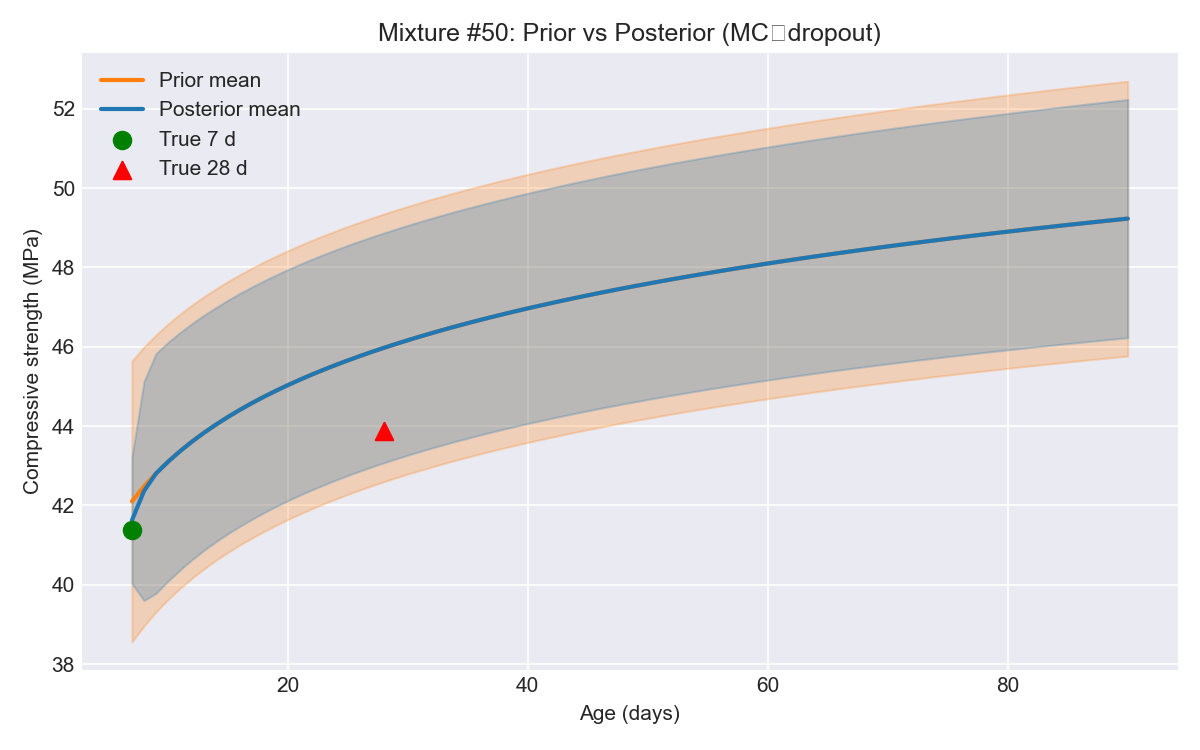 Mixture #50: Prior vs Posterior (MC□dropout)
Prior mean
Posterior mean
True 7 d
True 28 d
Compressive strength (MPa)
52
50
48
46
44
42
40
38
20
40
60
80
Age (days)